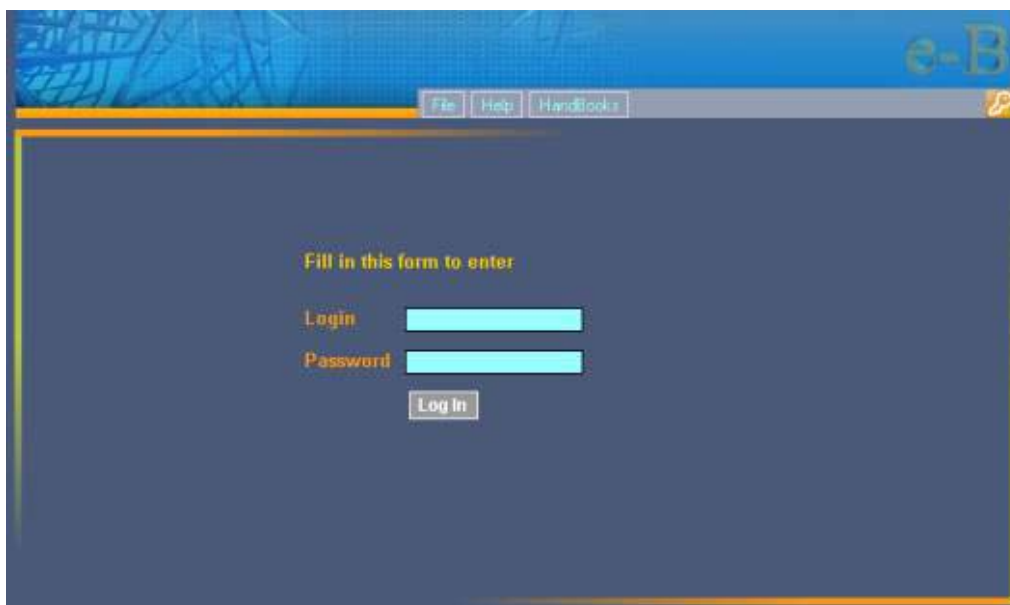 e-B
File Help HandBooks
Fill in this form to enter
Login
Password
Log In